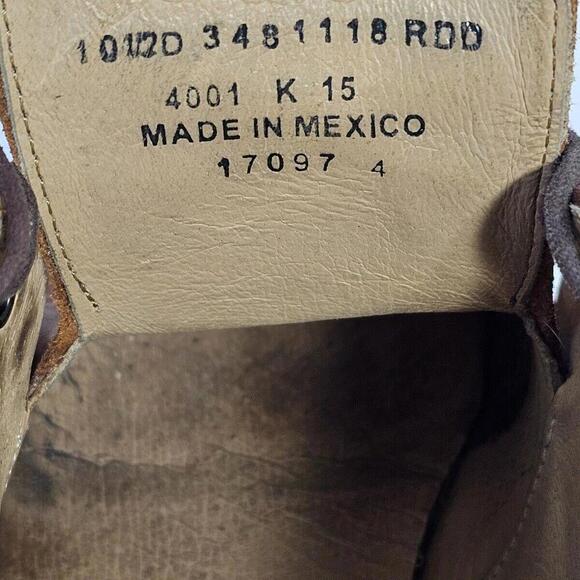 10 1/2D 3481118 RDD
4001 K 15
MADE IN MEXICO
17097 4